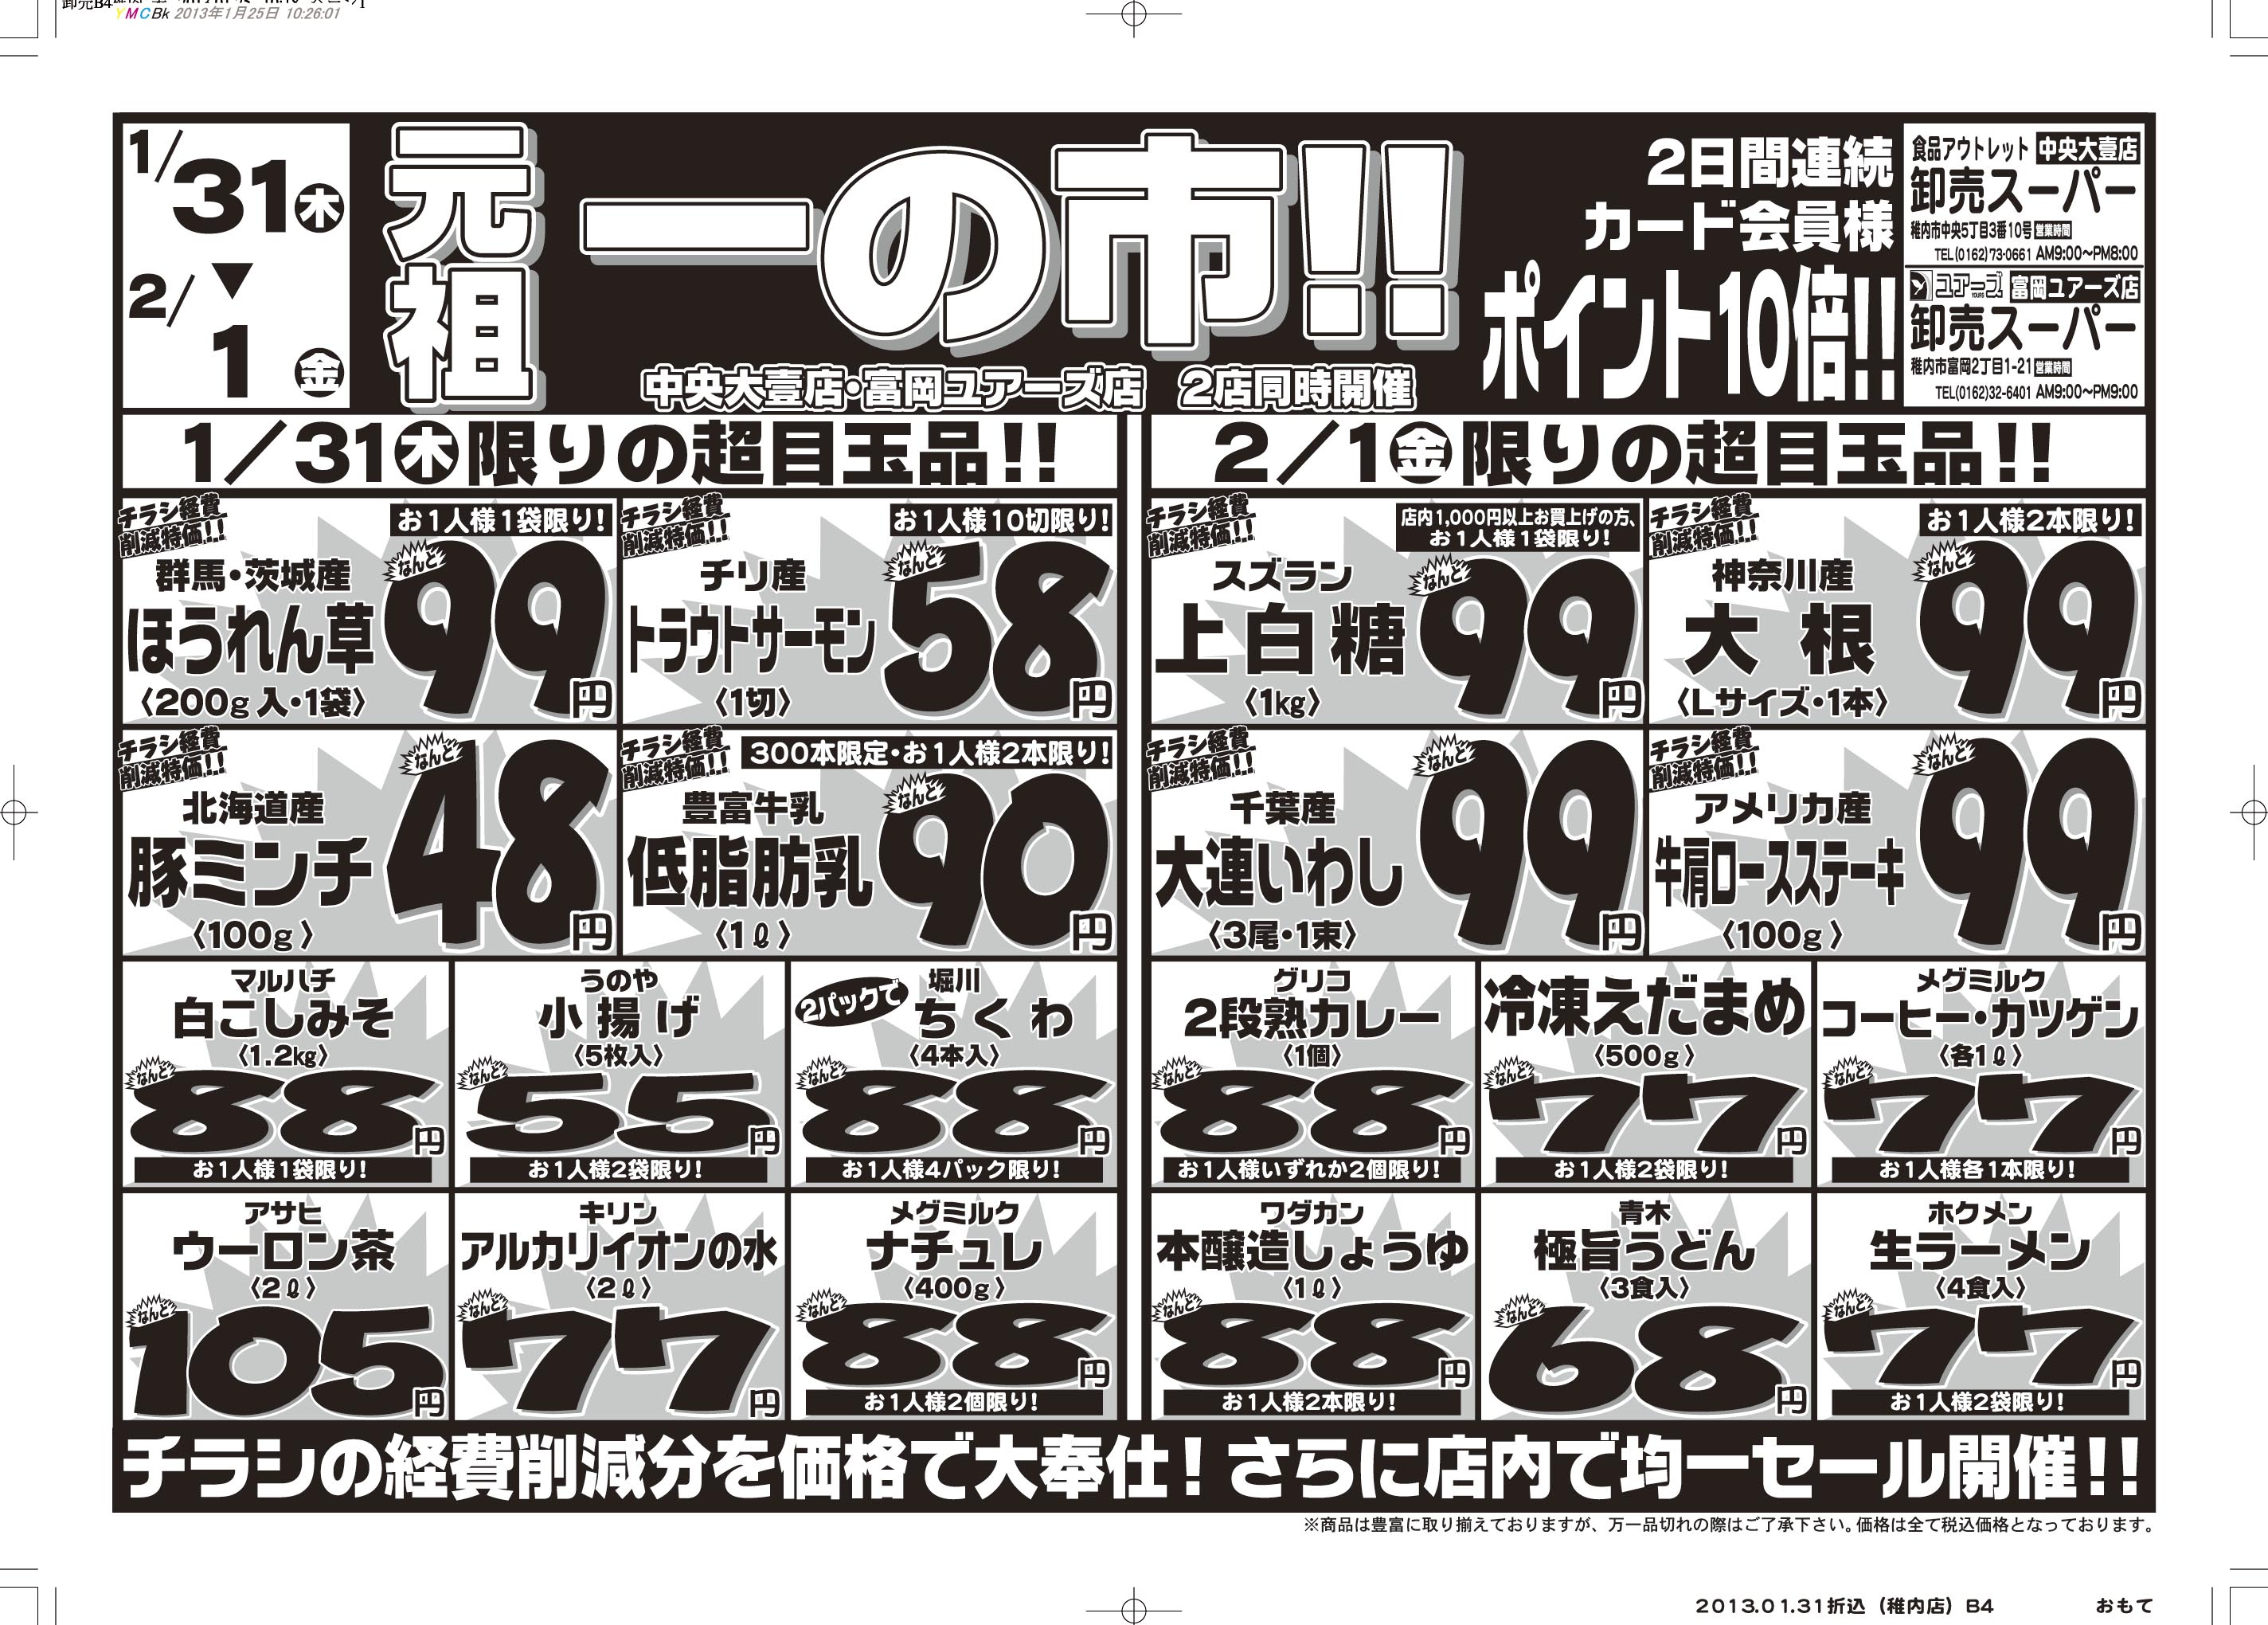 YMCBk 2013年1月25日 10:26:01
1/31木
▼
2/1金
元祖
一の市!!
中央大壹店・富岡ユアーズ店 2店同時開催
2日間連続
カード会員様
ポイント10倍!!
食品アウトレット 中央大壹店
卸売スーパー
稚内市中央5丁目3番10号 営業時間
TEL(0162)73-0661 AM9:00〜PM8:00
ユアーズ YOURS 富岡ユアーズ店
卸売スーパー
稚内市富岡2丁目1-21 営業時間
TEL(0162)32-6401 AM9:00〜PM9:00
1/31木限りの超目玉品!!
チラシ経費
削減特価!!
お1人様1袋限り!
群馬・茨城産
ほうれん草
〈200g入・1袋〉
なんと
99円
チラシ経費
削減特価!!
お1人様10切限り!
チリ産
トラウトサーモン
〈1切〉
なんと
58円
チラシ経費
削減特価!!
北海道産
豚ミンチ
〈100g〉
なんと
48円
チラシ経費
削減特価!!
300本限定・お1人様2本限り!
豊富牛乳
低脂肪乳
〈1ℓ〉
なんと
90円
マルハチ
白こしみそ
〈1.2kg〉
なんと
88円
お1人様1袋限り!
うのや
小揚げ
〈5枚入〉
なんと
55円
お1人様2袋限り!
2パックで
堀川
ちくわ
〈4本入〉
なんと
88円
お1人様4パック限り!
アサヒ
ウーロン茶
〈2ℓ〉
なんと
105円
キリン
アルカリイオンの水
〈2ℓ〉
なんと
77円
メグミルク
ナチュレ
〈400g〉
なんと
88円
お1人様2個限り!
2/1金限りの超目玉品!!
チラシ経費
削減特価!!
店内1,000円以上お買上げの方、
お1人様1袋限り!
スズラン
上白糖
〈1kg〉
なんと
99円
チラシ経費
削減特価!!
お1人様2本限り!
神奈川産
大根
〈Lサイズ・1本〉
なんと
99円
チラシ経費
削減特価!!
千葉産
大連いわし
〈3尾・1束〉
なんと
99円
チラシ経費
削減特価!!
アメリカ産
牛肩ロースステーキ
〈100g〉
なんと
99円
グリコ
2段熟カレー
〈1個〉
なんと
88円
お1人様いずれか2個限り!
冷凍えだまめ
〈500g〉
なんと
77円
お1人様2袋限り!
メグミルク
コーヒー・カツゲン
〈各1ℓ〉
なんと
77円
お1人様各1本限り!
ワダカン
本醸造しょうゆ
〈1ℓ〉
なんと
88円
お1人様2本限り!
青木
極旨うどん
〈3食入〉
なんと
68円
ホクメン
生ラーメン
〈4食入〉
なんと
77円
お1人様2袋限り!
チラシの経費削減分を価格で大奉仕!さらに店内で均一セール開催!!
※商品は豊富に取り揃えておりますが、万一品切れの際はご了承下さい。価格は全て税込価格となっております。
2013.01.31折込（稚内店）B4 おもて